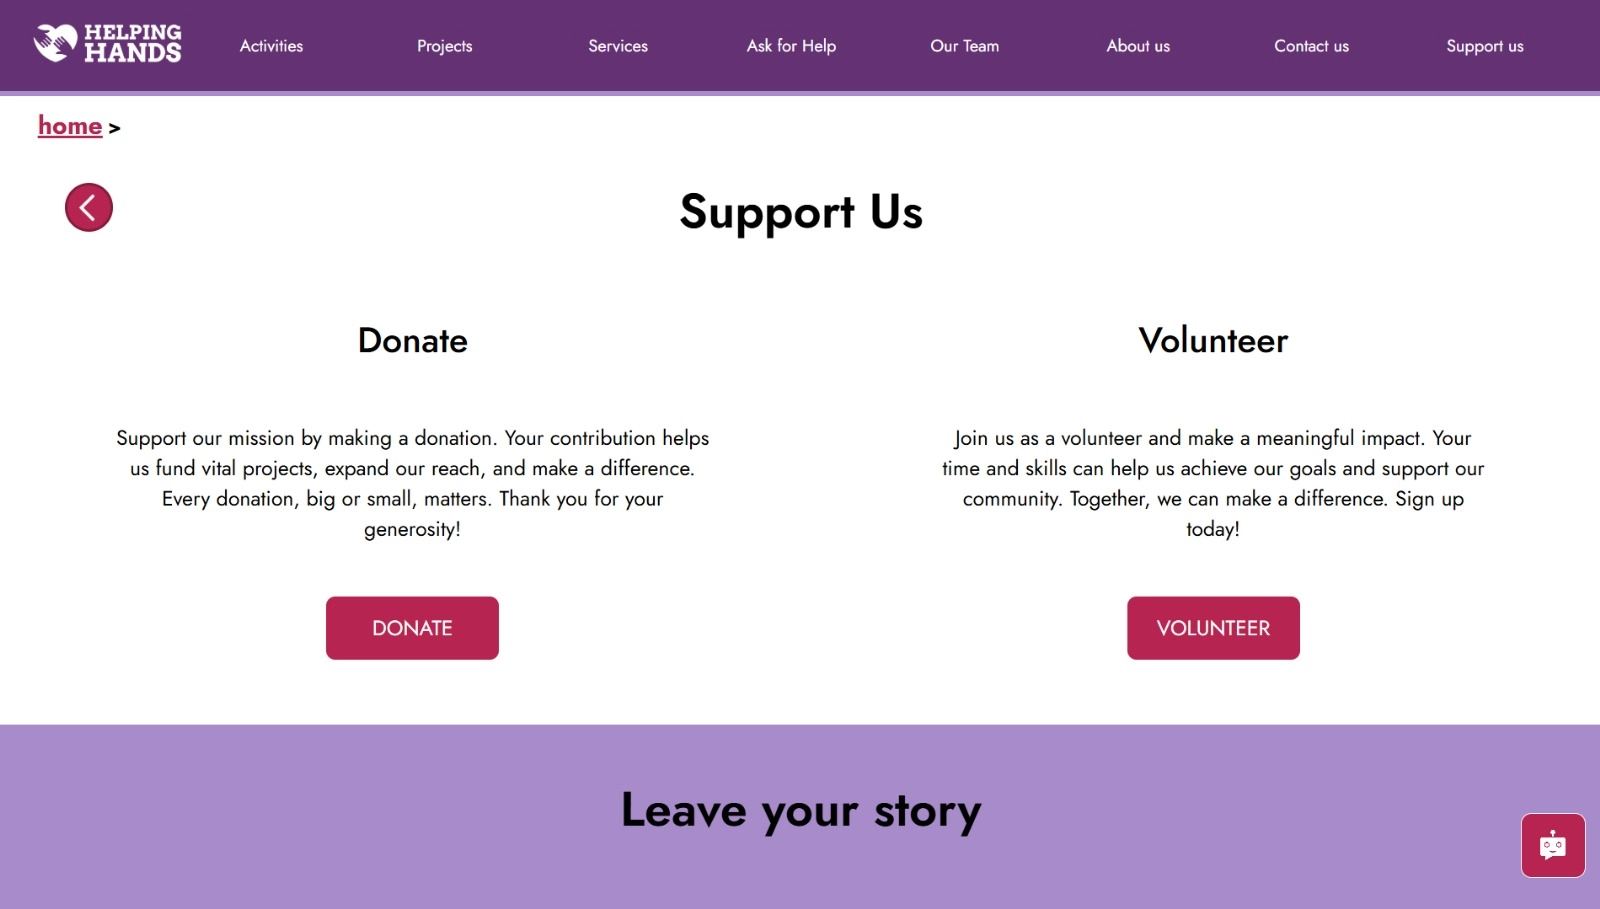 HELPING
HANDS
Activities
Projects
Services
Ask for Help
Our Team
About us
Contact us
Support us
home >
Support Us
Donate
Support our mission by making a donation. Your contribution helps
us fund vital projects, expand our reach, and make a difference.
Every donation, big or small, matters. Thank you for your
generosity!
DONATE
Volunteer
Join us as a volunteer and make a meaningful impact. Your
time and skills can help us achieve our goals and support our
community. Together, we can make a difference. Sign up
today!
VOLUNTEER
Leave your story